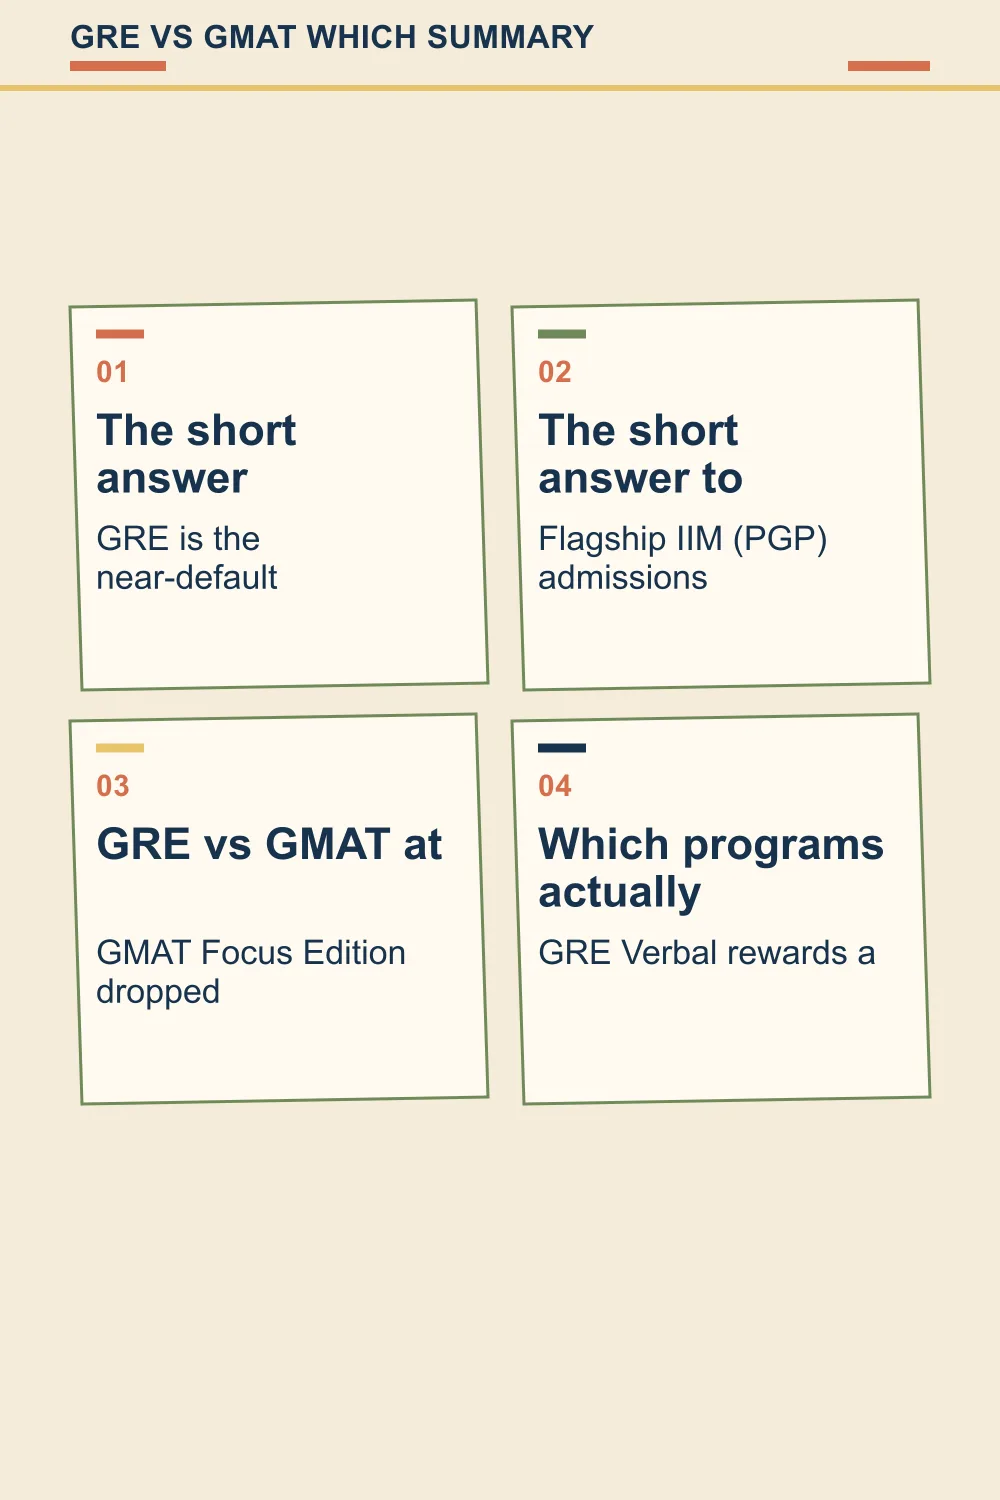 GRE VS GMAT WHICH SUMMARY
01
The short
answer
GRE is the
near-default
02
The short
answer to
Flagship IIM (PGP)
admissions
03
GRE vs GMAT at
GMAT Focus Edition
dropped
04
Which programs
actually
GRE Verbal rewards a